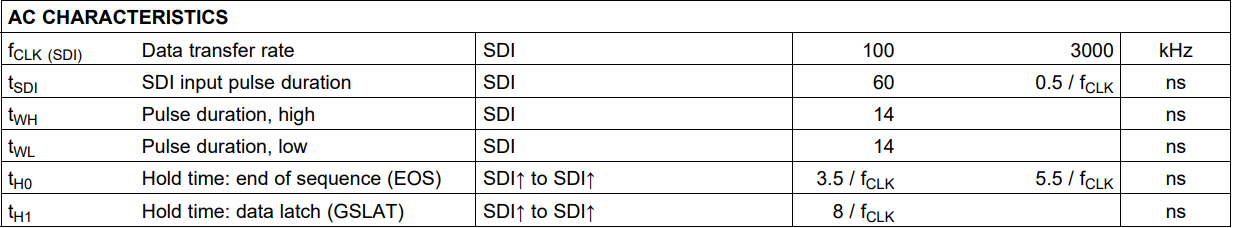 AC CHARACTERISTICS
fCLK (SDI) Data transfer rate SDI 100 3000 kHz
tSDI SDI input pulse duration SDI 60 0.5 / fCLK ns
tWH Pulse duration, high SDI 14 ns
tWL Pulse duration, low SDI 14 ns
tH0 Hold time: end of sequence (EOS) SDI↑ to SDI↑ 3.5 / fCLK 5.5 / fCLK ns
tH1 Hold time: data latch (GSLAT) SDI↑ to SDI↑ 8 / fCLK ns